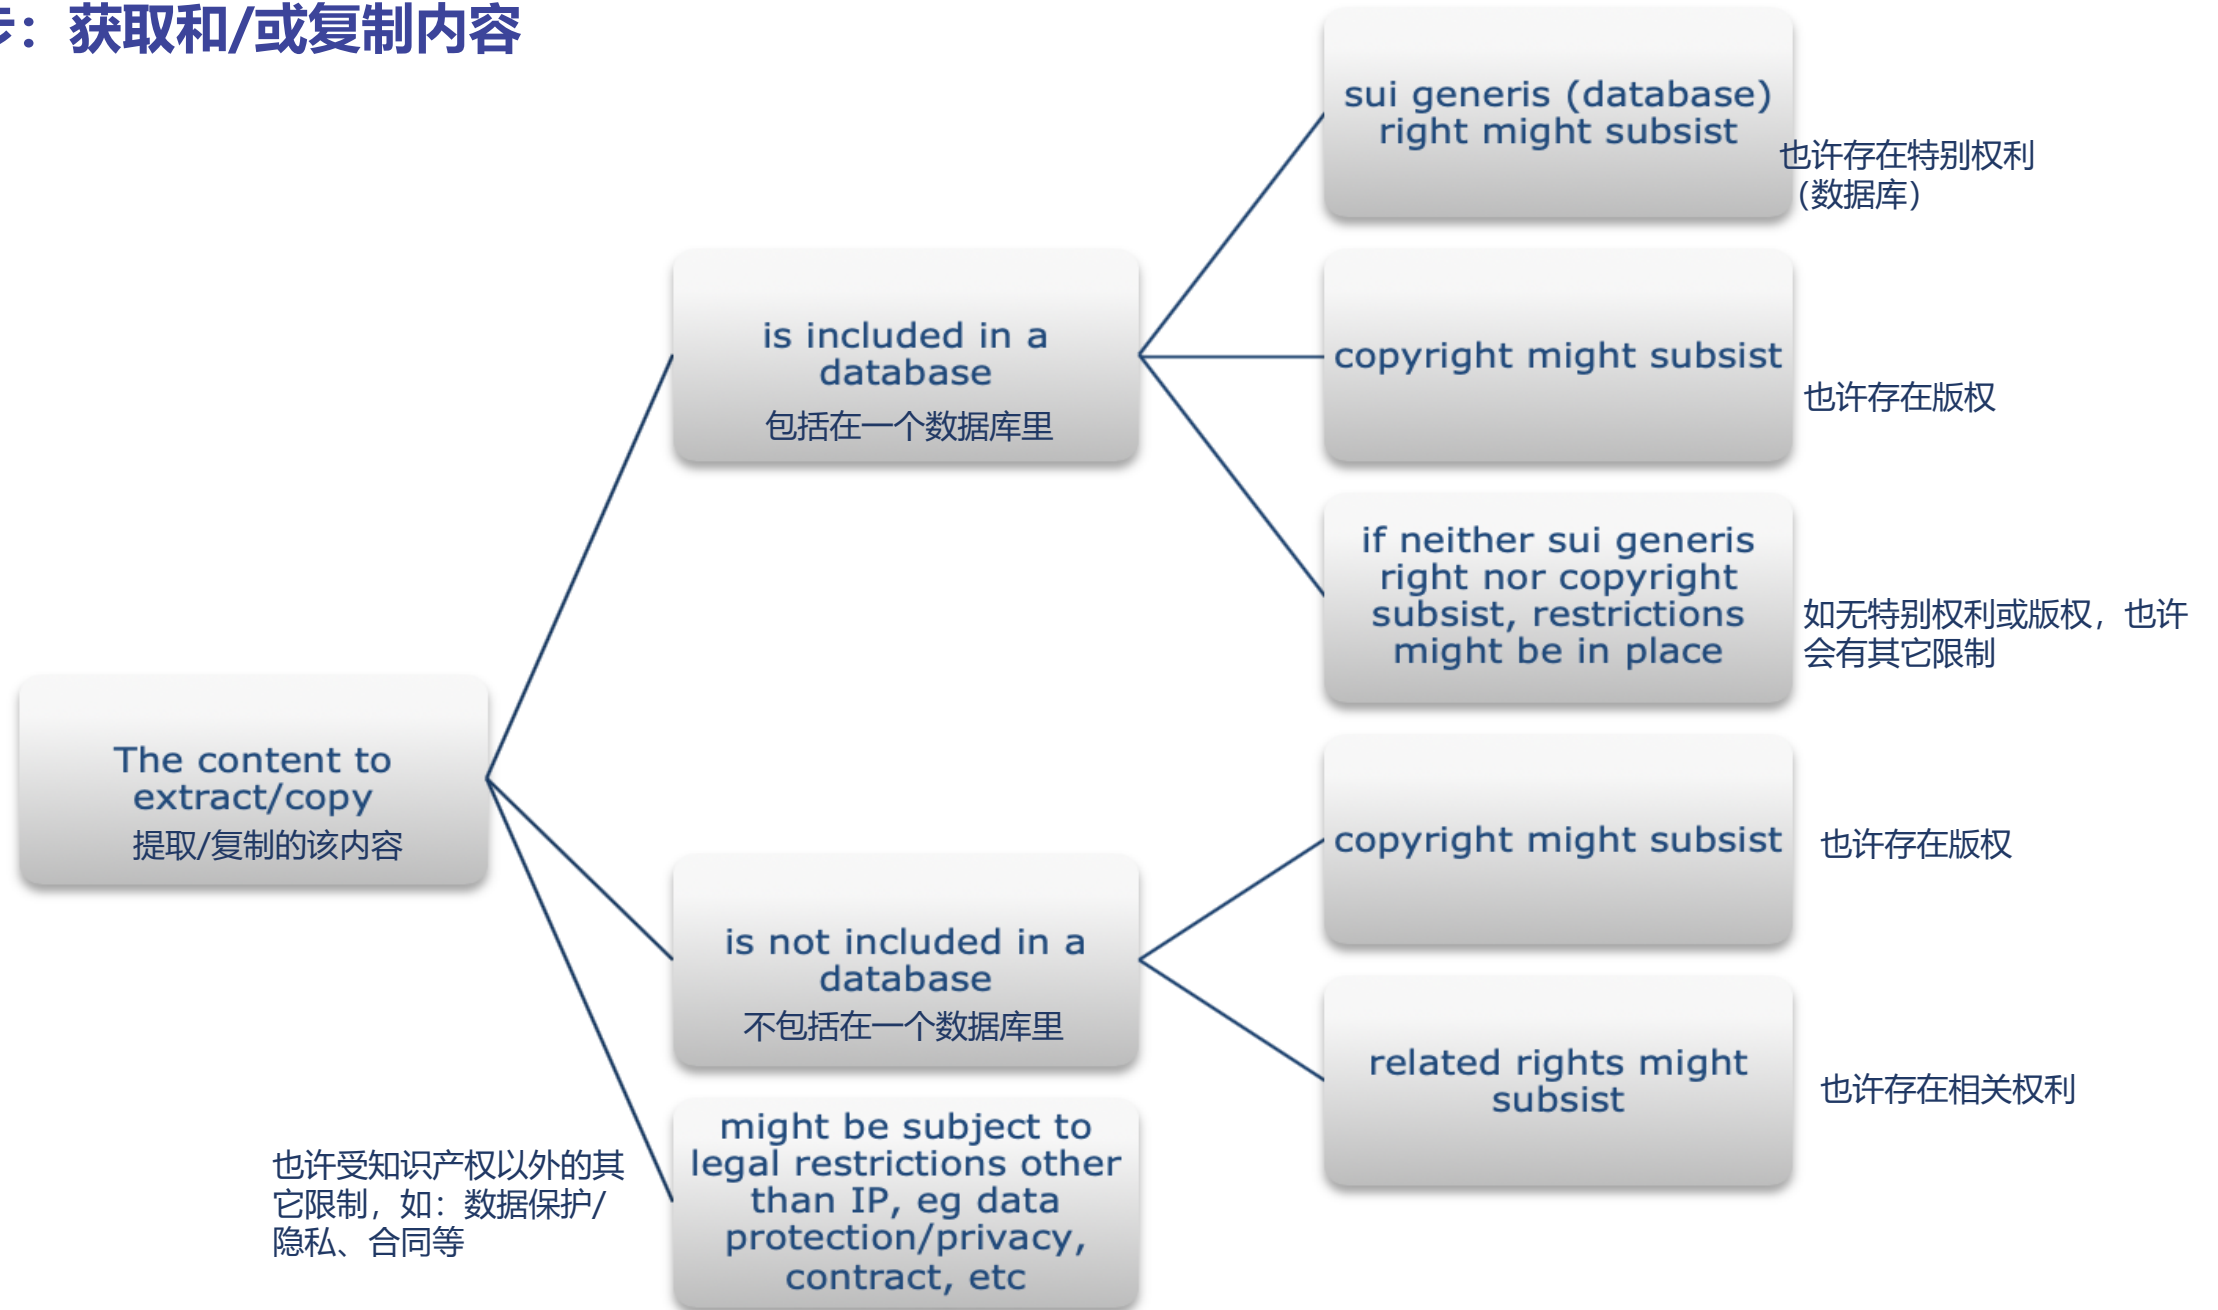 ：获取和/或复制内容
The content to
extract/copy
提取/复制的该内容
is included in a
database
包括在一个数据库里
sui generis (database)
right might subsist
也许存在特别权利
（数据库）
copyright might subsist
也许存在版权
if neither sui generis
right nor copyright
subsist, restrictions
might be in place
如无特别权利或版权，也许
会有其它限制
is not included in a
database
不包括在一个数据库里
copyright might subsist
也许存在版权
related rights might
subsist
也许存在相关权利
might be subject to
legal restrictions other
than IP, eg data
protection/privacy,
contract, etc
也许受知识产权以外的其
它限制，如：数据保护/
隐私、合同等